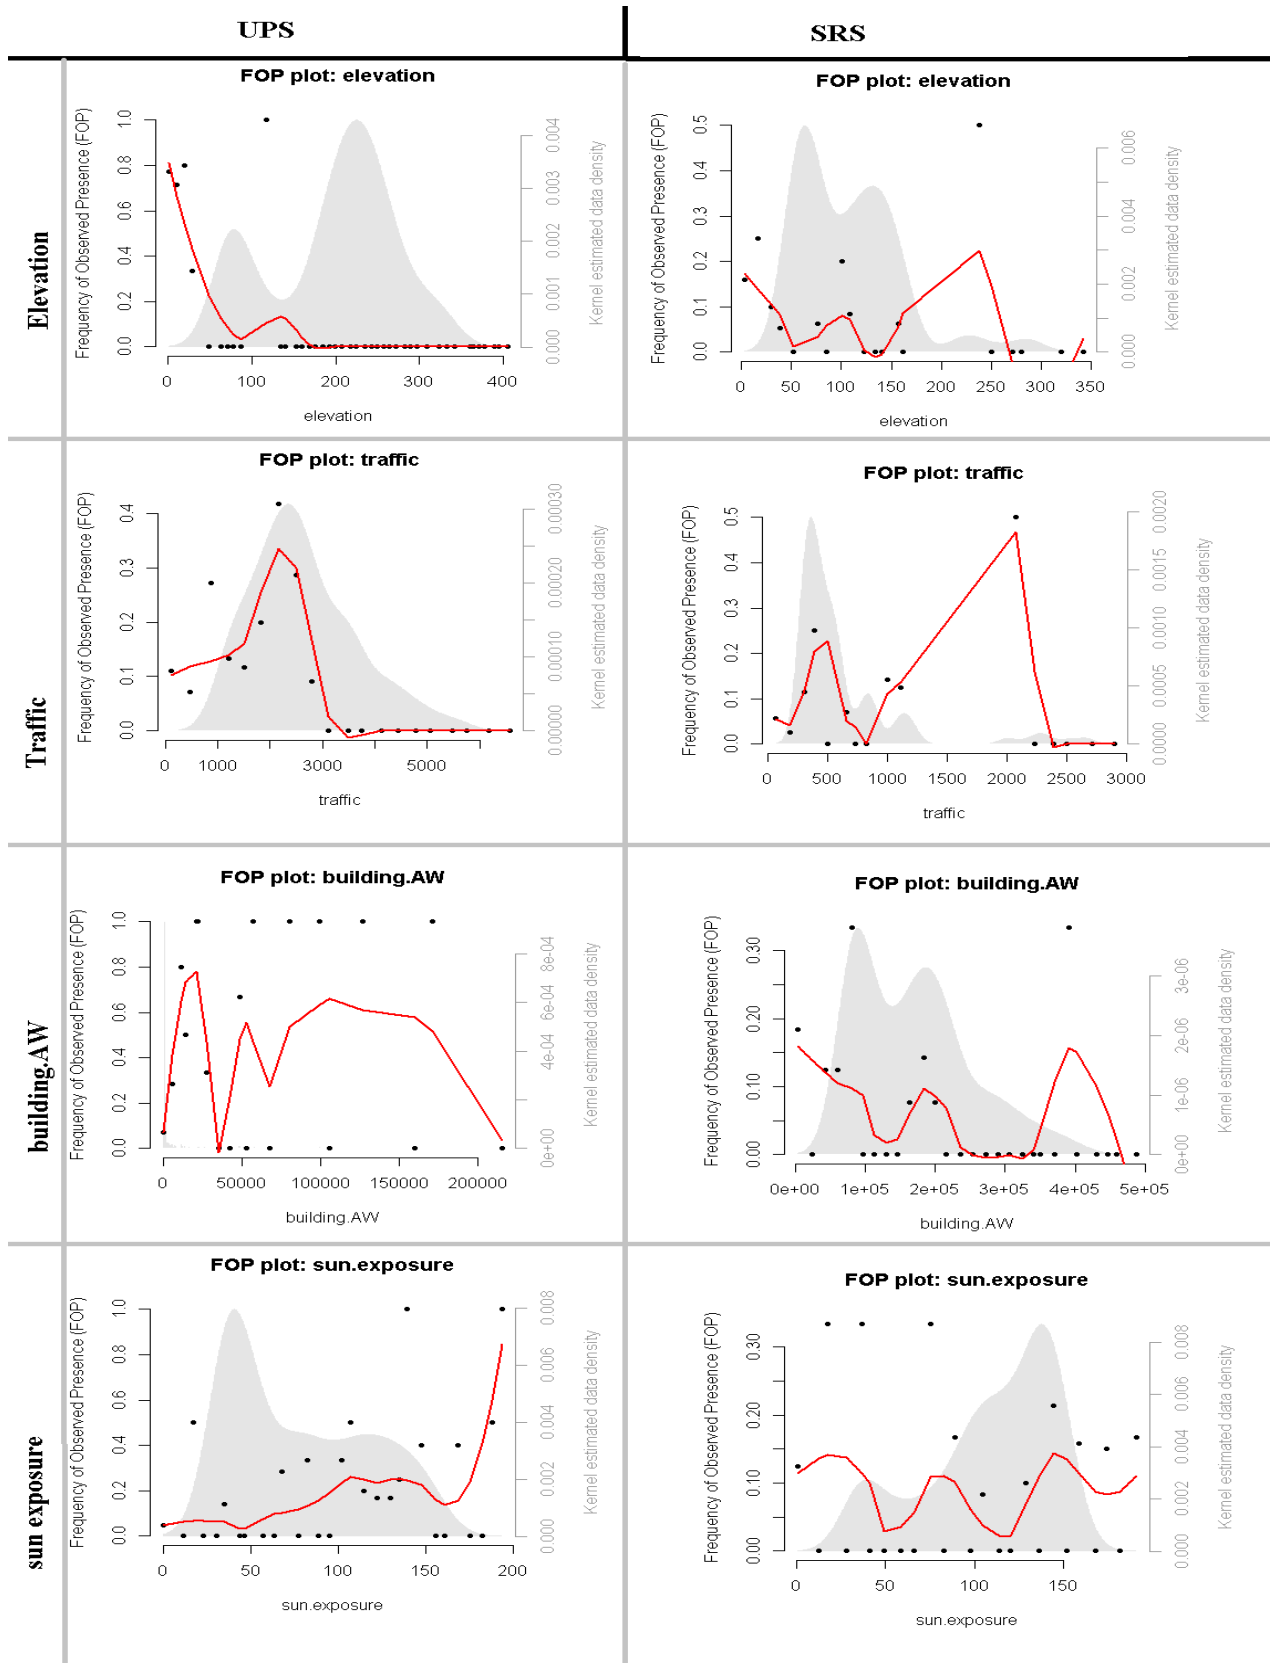 UPS
SRS
Elevation
FOP plot: elevation
Frequency of Observed Presence (FOP)
0.0 0.2 0.4 0.6 0.8 1.0
0 100 200 300 400
elevation
0.000 0.001 0.002 0.003 0.004
Kernel estimated data density
FOP plot: elevation
Frequency of Observed Presence (FOP)
0.0 0.1 0.2 0.3 0.4 0.5
0 50 100 150 200 250 300 350
elevation
0.000 0.002 0.004 0.006
Kernel estimated data density
Traffic
FOP plot: traffic
Frequency of Observed Presence (FOP)
0.0 0.1 0.2 0.3 0.4
0 1000 3000 5000
traffic
0.00000 0.00010 0.00020 0.00030
Kernel estimated data density
FOP plot: traffic
Frequency of Observed Presence (FOP)
0.0 0.1 0.2 0.3 0.4 0.5
0 500 1000 1500 2000 2500 3000
traffic
0.0000 0.0005 0.0010 0.0015 0.0020
Kernel estimated data density
building.AW
FOP plot: building.AW
Frequency of Observed Presence (FOP)
0.0 0.2 0.4 0.6 0.8 1.0
0 50000 100000 150000 200000
building.AW
0e+00 4e-04 6e-04 8e-04
Kernel estimated data density
FOP plot: building.AW
Frequency of Observed Presence (FOP)
0.00 0.10 0.20 0.30
0e+00 1e+05 2e+05 3e+05 4e+05 5e+05
building.AW
0e+00 1e-06 2e-06 3e-06
Kernel estimated data density
sun exposure
FOP plot: sun.exposure
Frequency of Observed Presence (FOP)
0.0 0.2 0.4 0.6 0.8 1.0
0 50 100 150 200
sun.exposure
0.000 0.002 0.004 0.006 0.008
Kernel estimated data density
FOP plot: sun.exposure
Frequency of Observed Presence (FOP)
0.00 0.10 0.20 0.30
0 50 100 150
sun.exposure
0.000 0.002 0.004 0.006 0.008
Kernel estimated data density